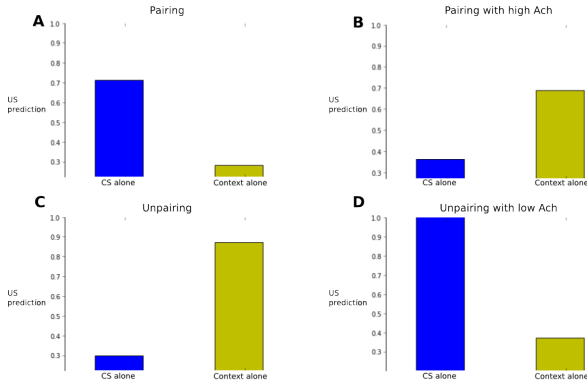 Pairing
A
1.0
0.9
0.8
0.7
0.6
0.5
0.4
0.3
US
prediction
CS alone
Context alone
Pairing with high Ach
B
1.0
0.9
0.8
0.7
0.6
0.5
0.4
0.3
US
prediction
CS alone
Context alone
Unpairing
C
1.0
0.9
0.8
0.7
0.6
0.5
0.4
0.3
US
prediction
CS alone
Context alone
Unpairing with low Ach
D
1.0
0.9
0.8
0.7
0.6
0.5
0.4
0.3
US
prediction
CS alone
Context alone